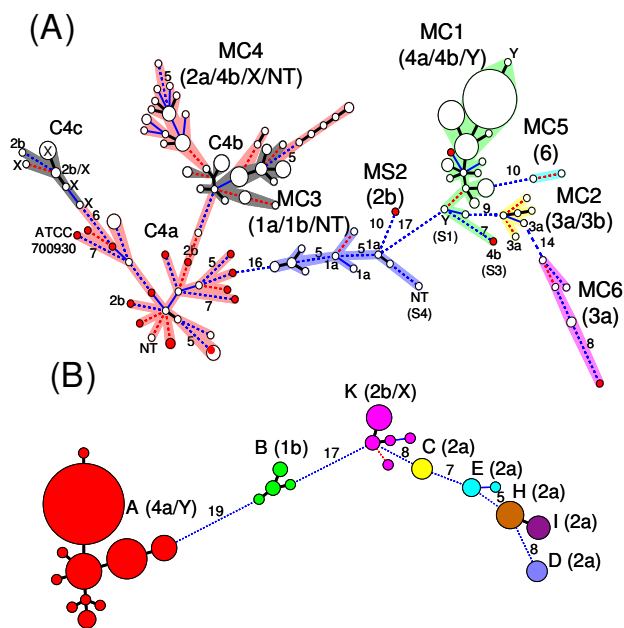 (A)
MC4
(2a/4b/X/NT)
MC1
(4a/4b/Y)
Y
5
C4c
X
2b
X
2b/X
X
X
6
C4b
5
MC5
(6)
10
MS2
(2b)
MC3
(1a/1b/NT)
10
17
MC2
(3a/3b)
9
Y
(S1)
3a
3a
14
7
4b
(S3)
ATCC
700930
7
C4a
2b
5
16
5
1a
1a
5
1a
NT
(S4)
7
2b
NT
5
MC6
(3a)
8
(B)
K (2b/X)
B (1b)
17
8
C (2a)
7
E (2a)
5
H (2a)
I (2a)
A (4a/Y)
19
8
D (2a)